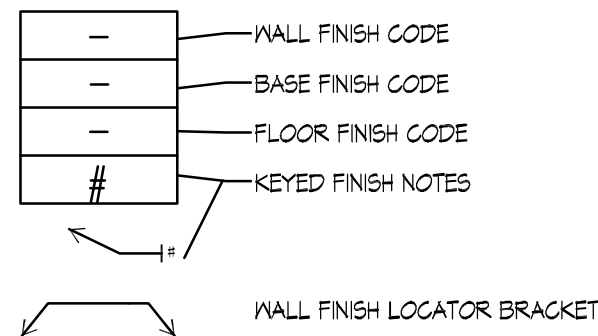 – WALL FINISH CODE
– BASE FINISH CODE
– FLOOR FINISH CODE
# KEYED FINISH NOTES
#
WALL FINISH LOCATOR BRACKET